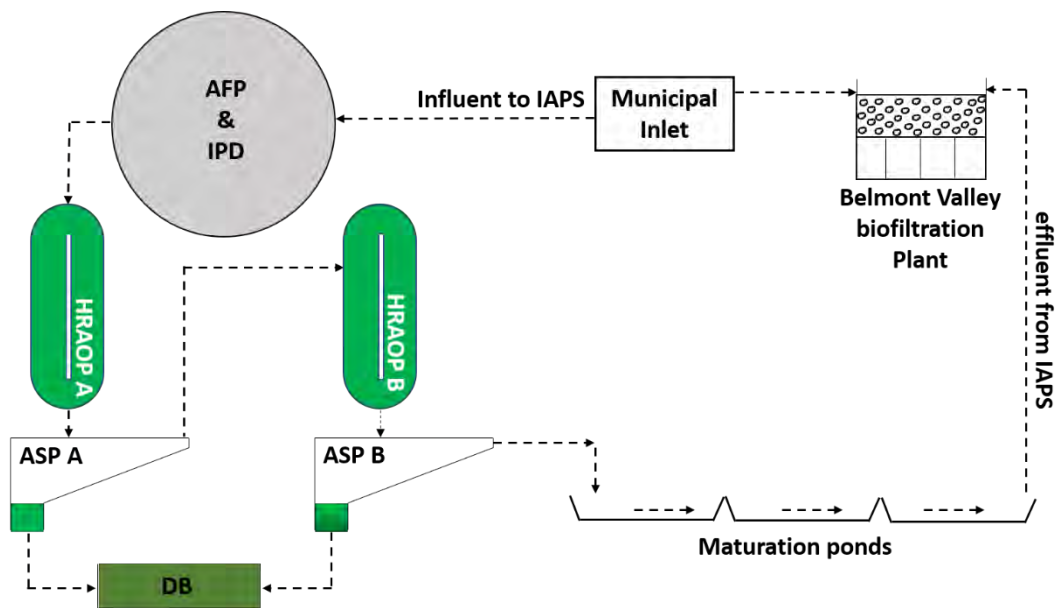 AFP
&
IPD
Influent to IAPS
Municipal
Inlet
Belmont Valley
biofiltration
Plant
effluent from IAPS
HRAOP A
HRAOP B
ASP A
ASP B
Maturation ponds
DB